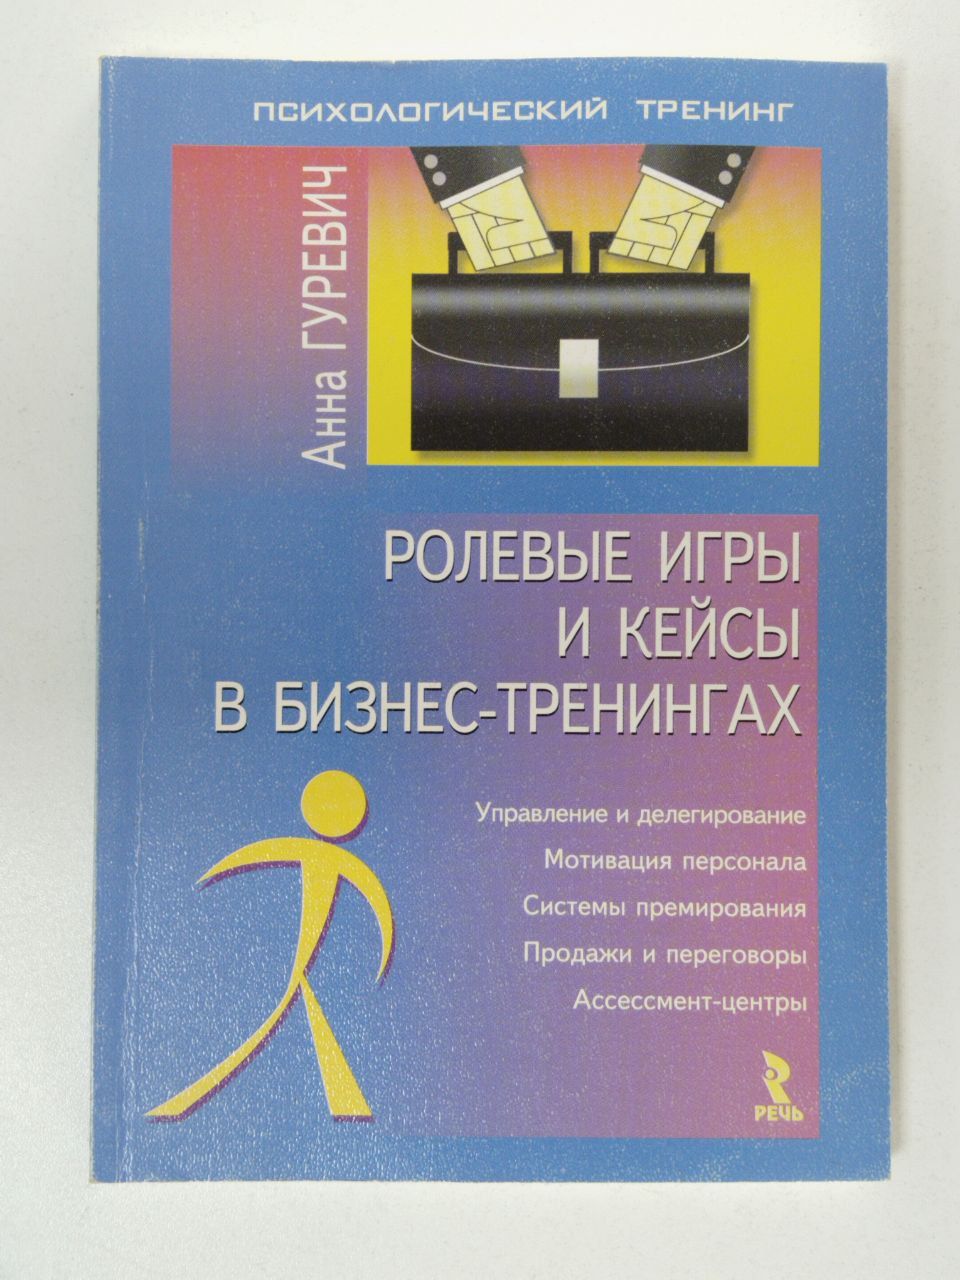 ПСИХОЛОГИЧЕСКИЙ ТРЕНИНГ
Анна ГУРЕВИЧ
РОЛЕВЫЕ ИГРЫ
И КЕЙСЫ
В БИЗНЕС-ТРЕНИНГАХ
Управление и делегирование
Мотивация персонала
Системы премирования
Продажи и переговоры
Ассессмент-центры
РЕЧЬ